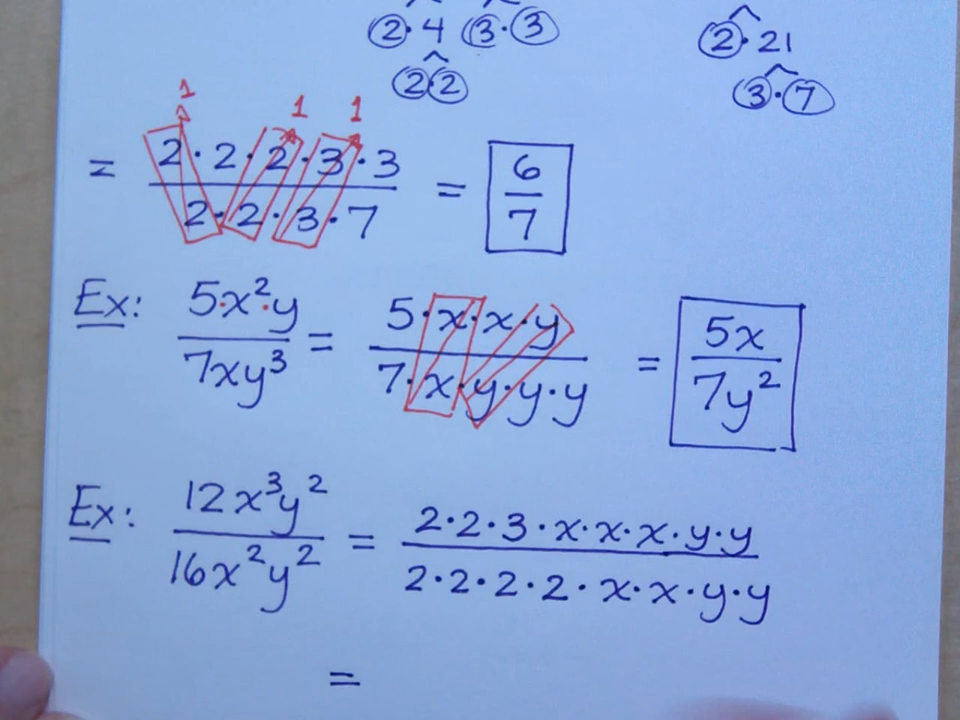 2·4 3·3 2·21
2·2 3·7
1 1 1
= 2·2·2·3·3 / 2·2·3·7 = 6/7
Ex: 5·x²·y / 7xy³ = 5·x·x·y / 7·x·y·y·y = 5x / 7y²
Ex: 12x³y² / 16x²y² = 2·2·3·x·x·x·y·y / 2·2·2·2·x·x·y·y
=